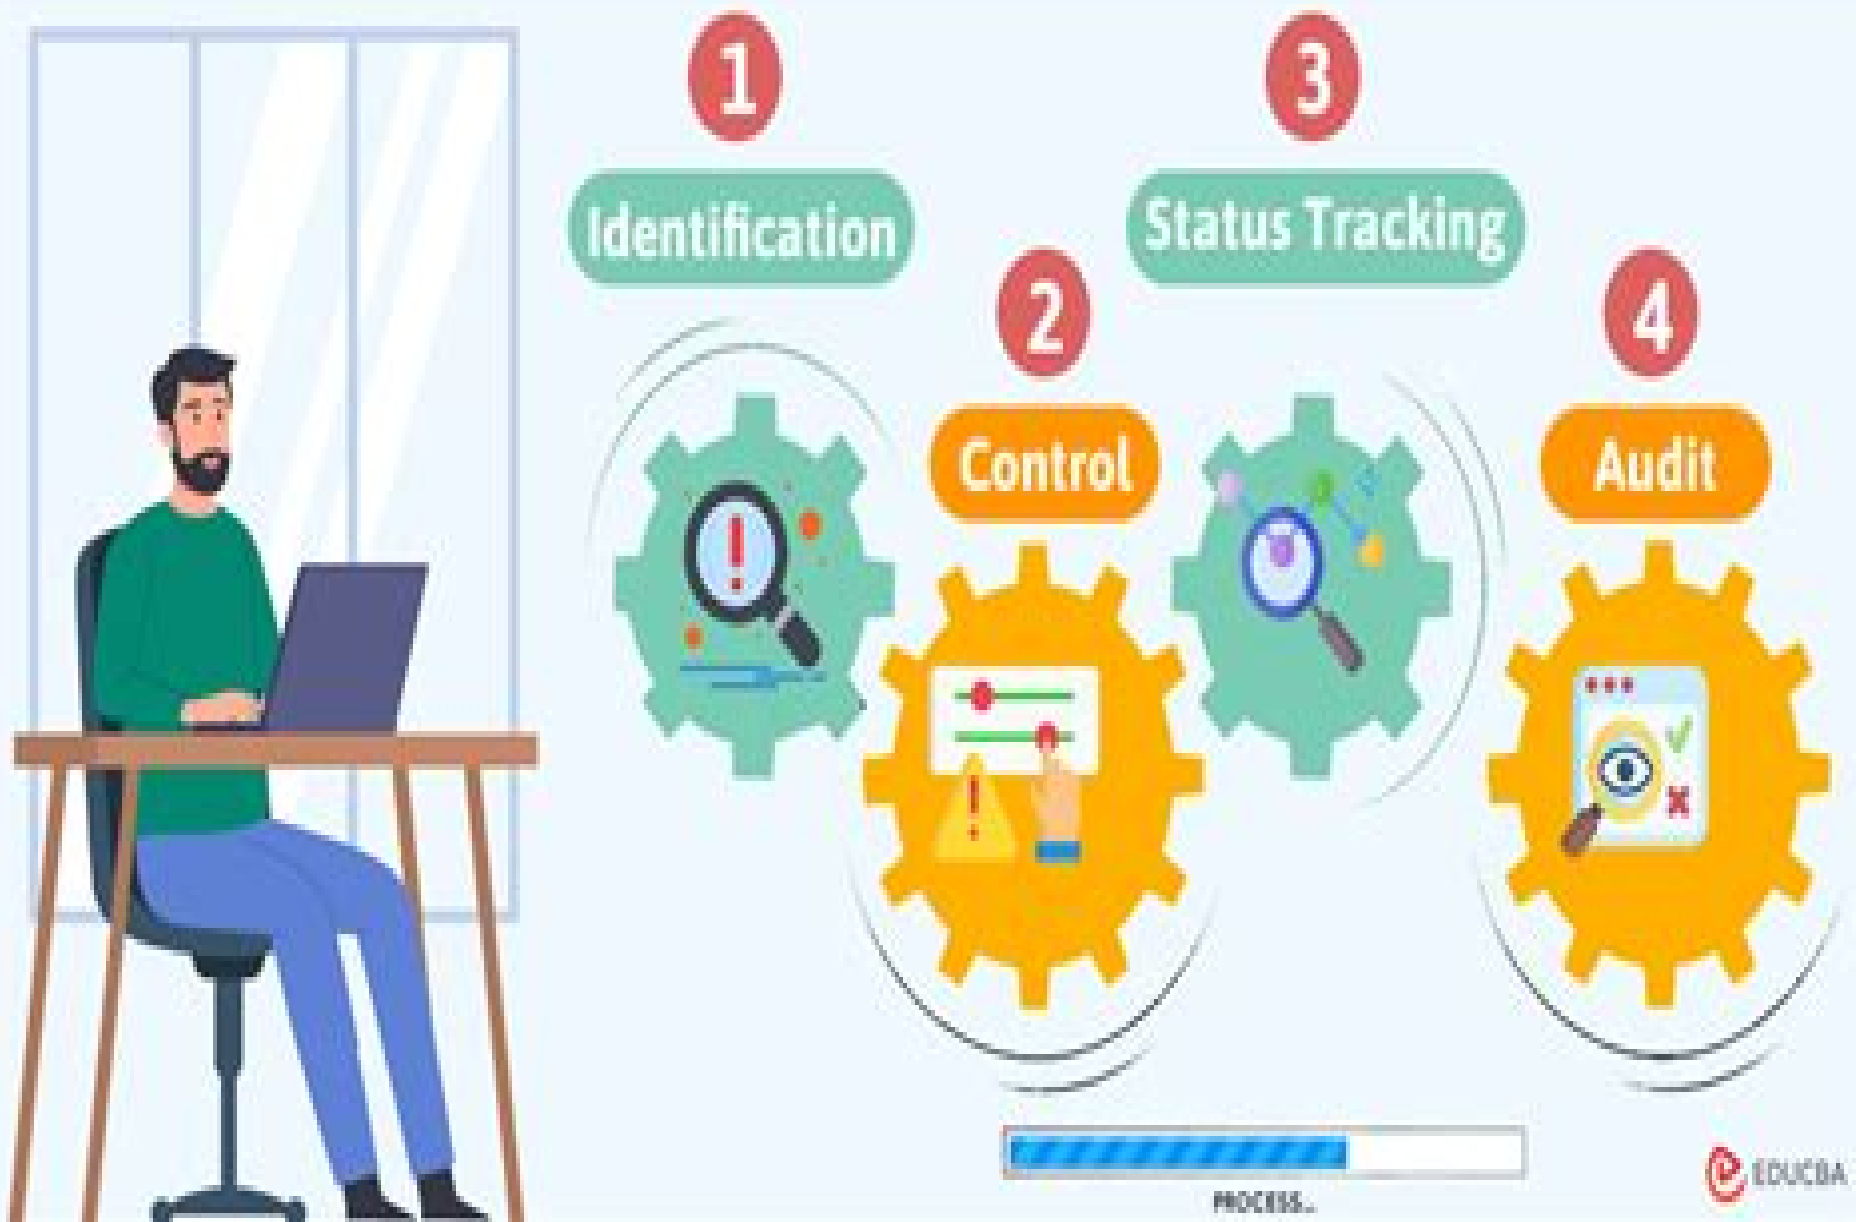 1
Identification
2
Control
3
Status Tracking
4
Audit
PROCESS...
EDUCBA